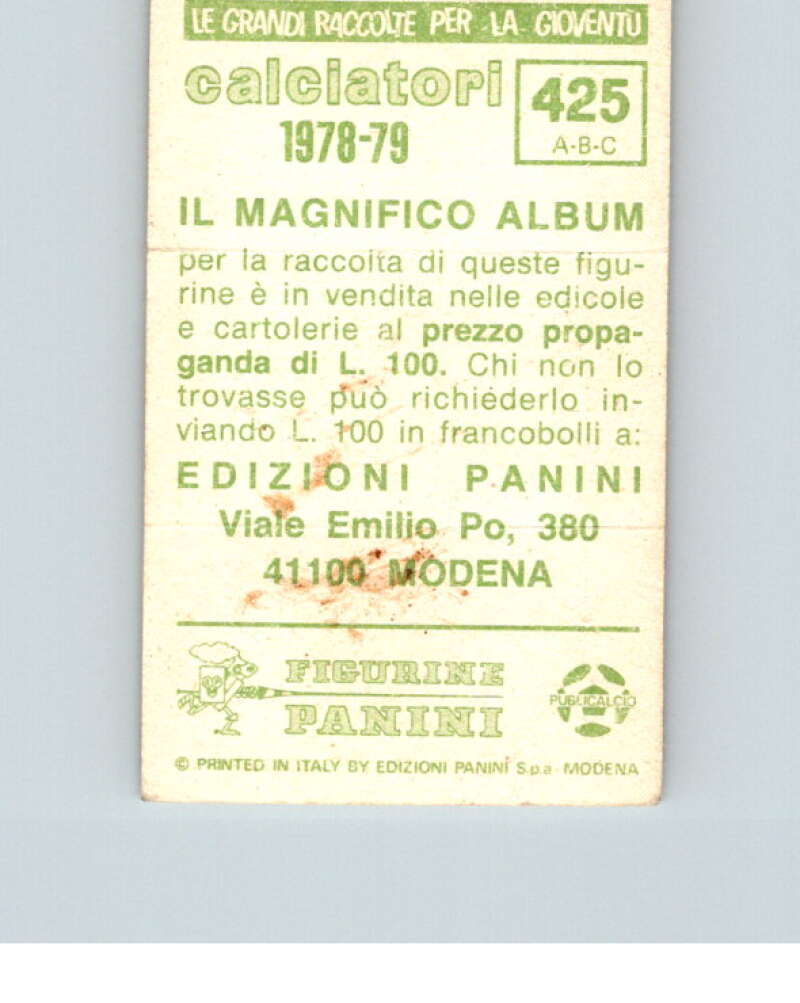 LE GRANDI RACCOLTE PER LA GIOVENTÙ
calciatori
1978-79
425
A-B-C
IL MAGNIFICO ALBUM
per la raccolta di queste figu-
rine è in vendita nelle edicole
e cartolerie al prezzo propa-
ganda di L. 100. Chi non lo
trovasse può richiederlo in-
viando L. 100 in francobolli a:
EDIZIONI PANINI
Viale Emilio Po, 380
41100 MODENA
FIGURINE
PANINI
PUBLICALCIO
© PRINTED IN ITALY BY EDIZIONI PANINI S.p.a MODENA